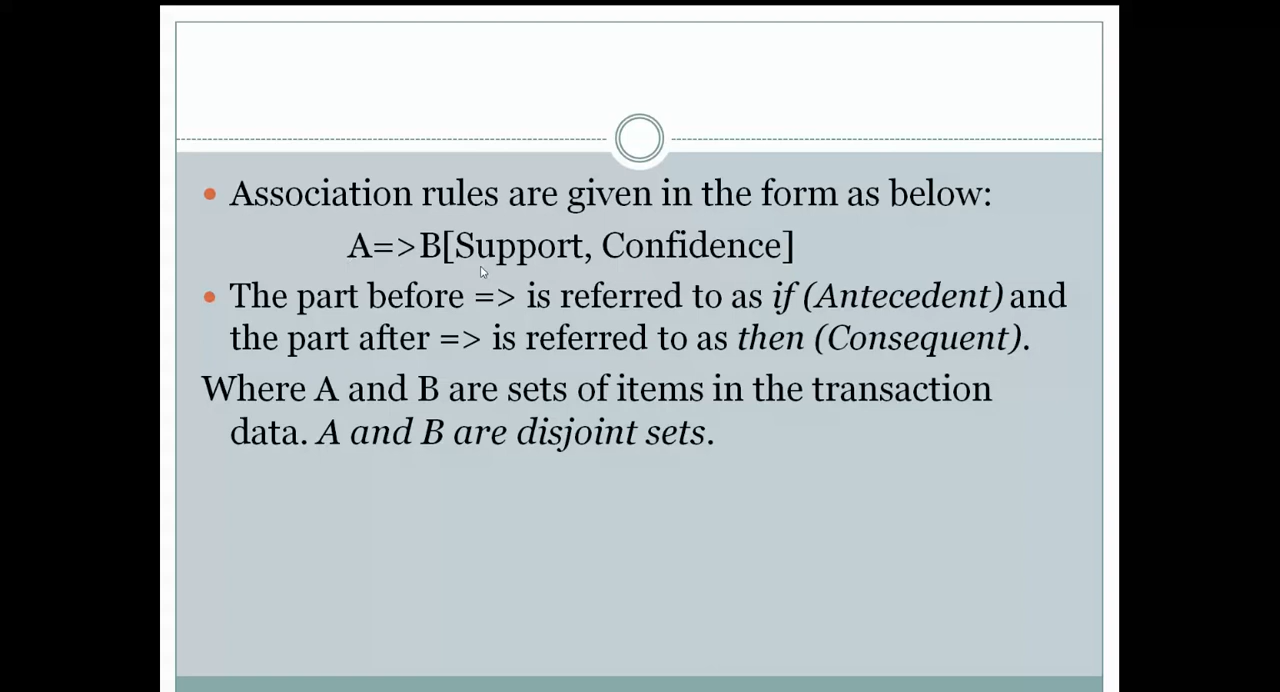 Association rules are given in the form as below:
A=>B[Support, Confidence]
The part before => is referred to as if (Antecedent) and
the part after => is referred to as then (Consequent).
Where A and B are sets of items in the transaction
data. A and B are disjoint sets.